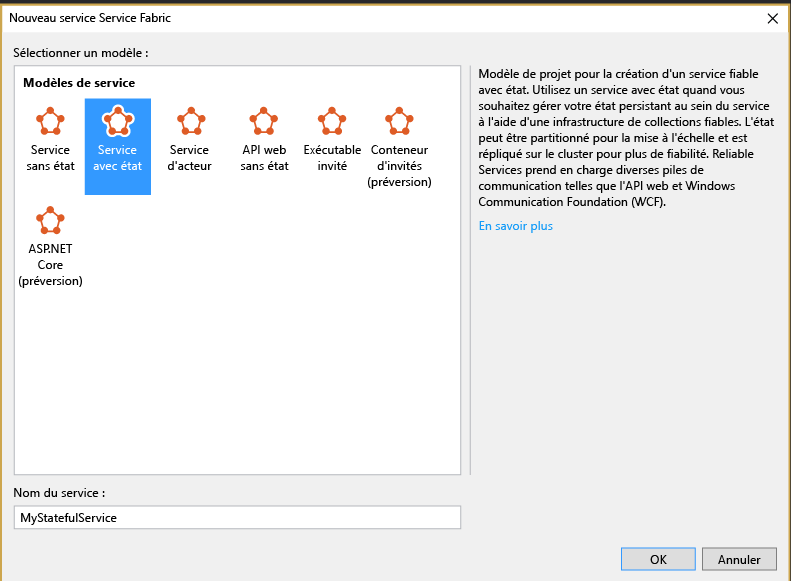 Nouveau service Service Fabric
Sélectionner un modèle :
Modèles de service
Service
sans état
Service
avec état
Service
d'acteur
API web
sans état
Exécutable
invité
Conteneur
d'invités
(préversion)
ASP.NET
Core
(préversion)
Modèle de projet pour la création d'un service fiable
avec état. Utilisez un service avec état quand vous
souhaitez gérer votre état persistant au sein du service
à l'aide d'une infrastructure de collections fiables. L'état
peut être partitionné pour la mise à l'échelle et est
répliqué sur le cluster pour plus de fiabilité. Reliable
Services prend en charge diverses piles de
communication telles que l'API web et Windows
Communication Foundation (WCF).
En savoir plus
Nom du service :
MyStatefulService
OK
Annuler